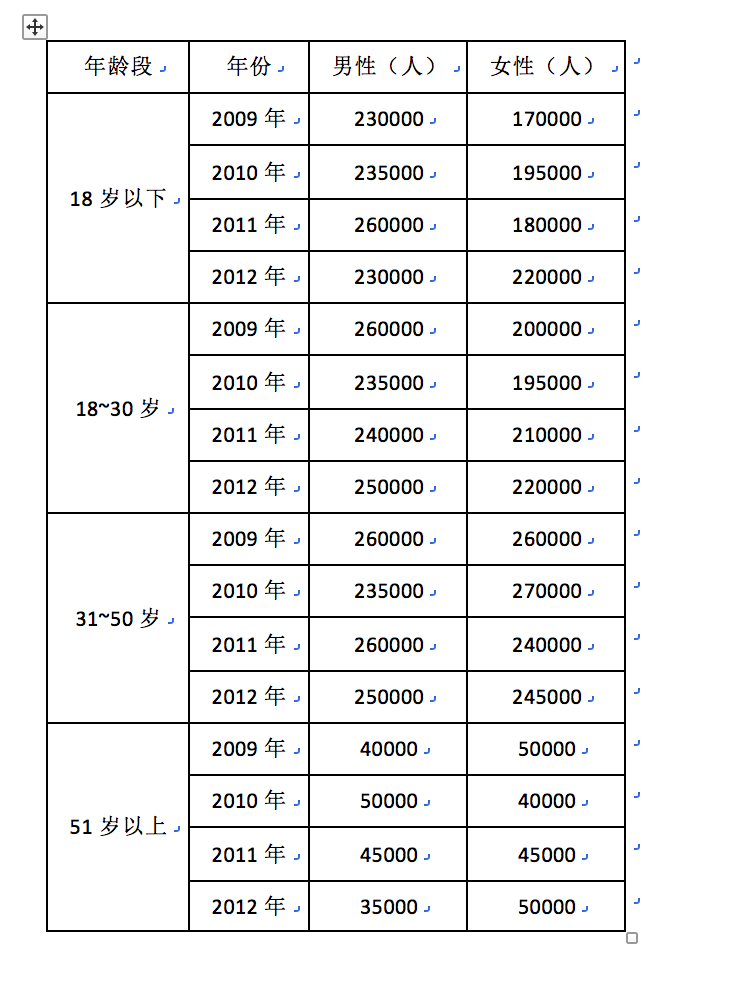 年龄段 年份 男性（人） 女性（人）
18 岁以下 2009 年 230000 170000
2010 年 235000 195000
2011 年 260000 180000
2012 年 230000 220000
18~30 岁 2009 年 260000 200000
2010 年 235000 195000
2011 年 240000 210000
2012 年 250000 220000
31~50 岁 2009 年 260000 260000
2010 年 235000 270000
2011 年 260000 240000
2012 年 250000 245000
51 岁以上 2009 年 40000 50000
2010 年 50000 40000
2011 年 45000 45000
2012 年 35000 50000